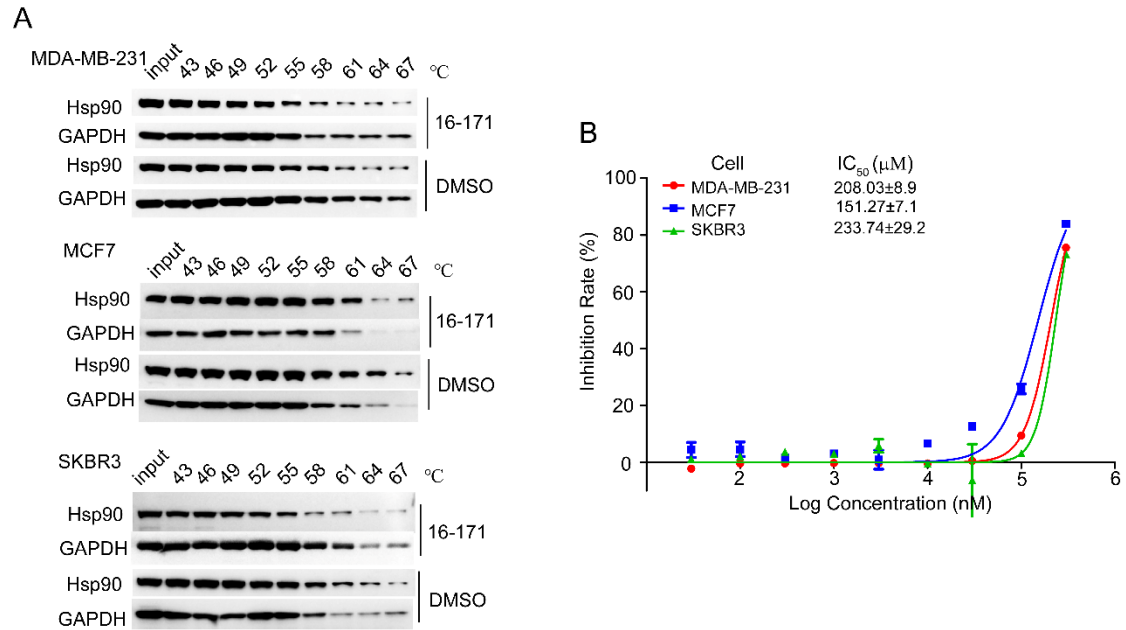 A
MDA-MB-231
input 43 46 49 52 55 58 61 64 67 ℃
Hsp90
GAPDH
16-171
Hsp90
GAPDH
DMSO
MCF7
input 43 46 49 52 55 58 61 64 67 ℃
Hsp90
GAPDH
16-171
Hsp90
GAPDH
DMSO
SKBR3
input 43 46 49 52 55 58 61 64 67 ℃
Hsp90
GAPDH
16-171
Hsp90
GAPDH
DMSO
B
Cell IC50 (μM)
MDA-MB-231 208.03±8.9
MCF7 151.27±7.1
SKBR3 233.74±29.2
Inhibition Rate (%)
100
80
60
40
20
0
2 3 4 5 6
Log Concentration (nM)